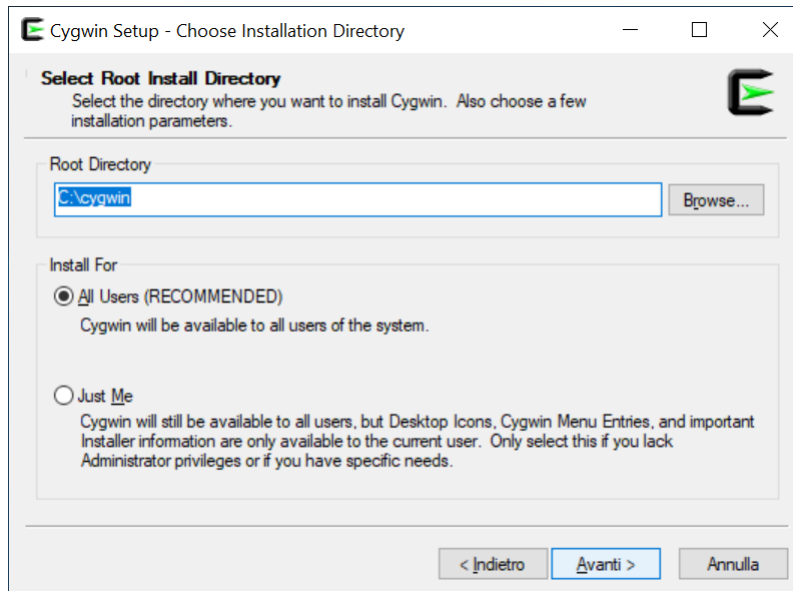 Cygwin Setup - Choose Installation Directory
Select Root Install Directory
Select the directory where you want to install Cygwin. Also choose a few
installation parameters.
Root Directory
C:\cygwin
Browse...
Install For
All Users (RECOMMENDED)
Cygwin will be available to all users of the system.
Just Me
Cygwin will still be available to all users, but Desktop Icons, Cygwin Menu Entries, and important
Installer information are only available to the current user. Only select this if you lack
Administrator privileges or if you have specific needs.
< Indietro
Avanti >
Annulla